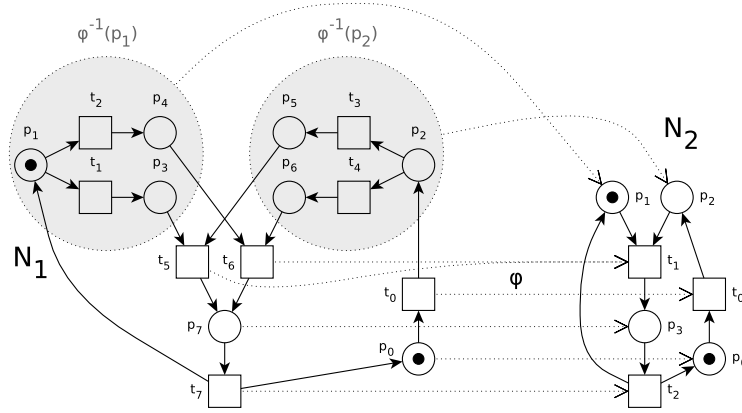 φ⁻¹(p₁) φ⁻¹(p₂)
t₂ p₄ p₅ t₃
p₁ p₂ N₂
t₁ p₃ p₆ t₄
p₁ p₂
N₁ t₅ t₆ t₁
φ t₀ t₀
p₇ p₃
p₀
t₇ t₂